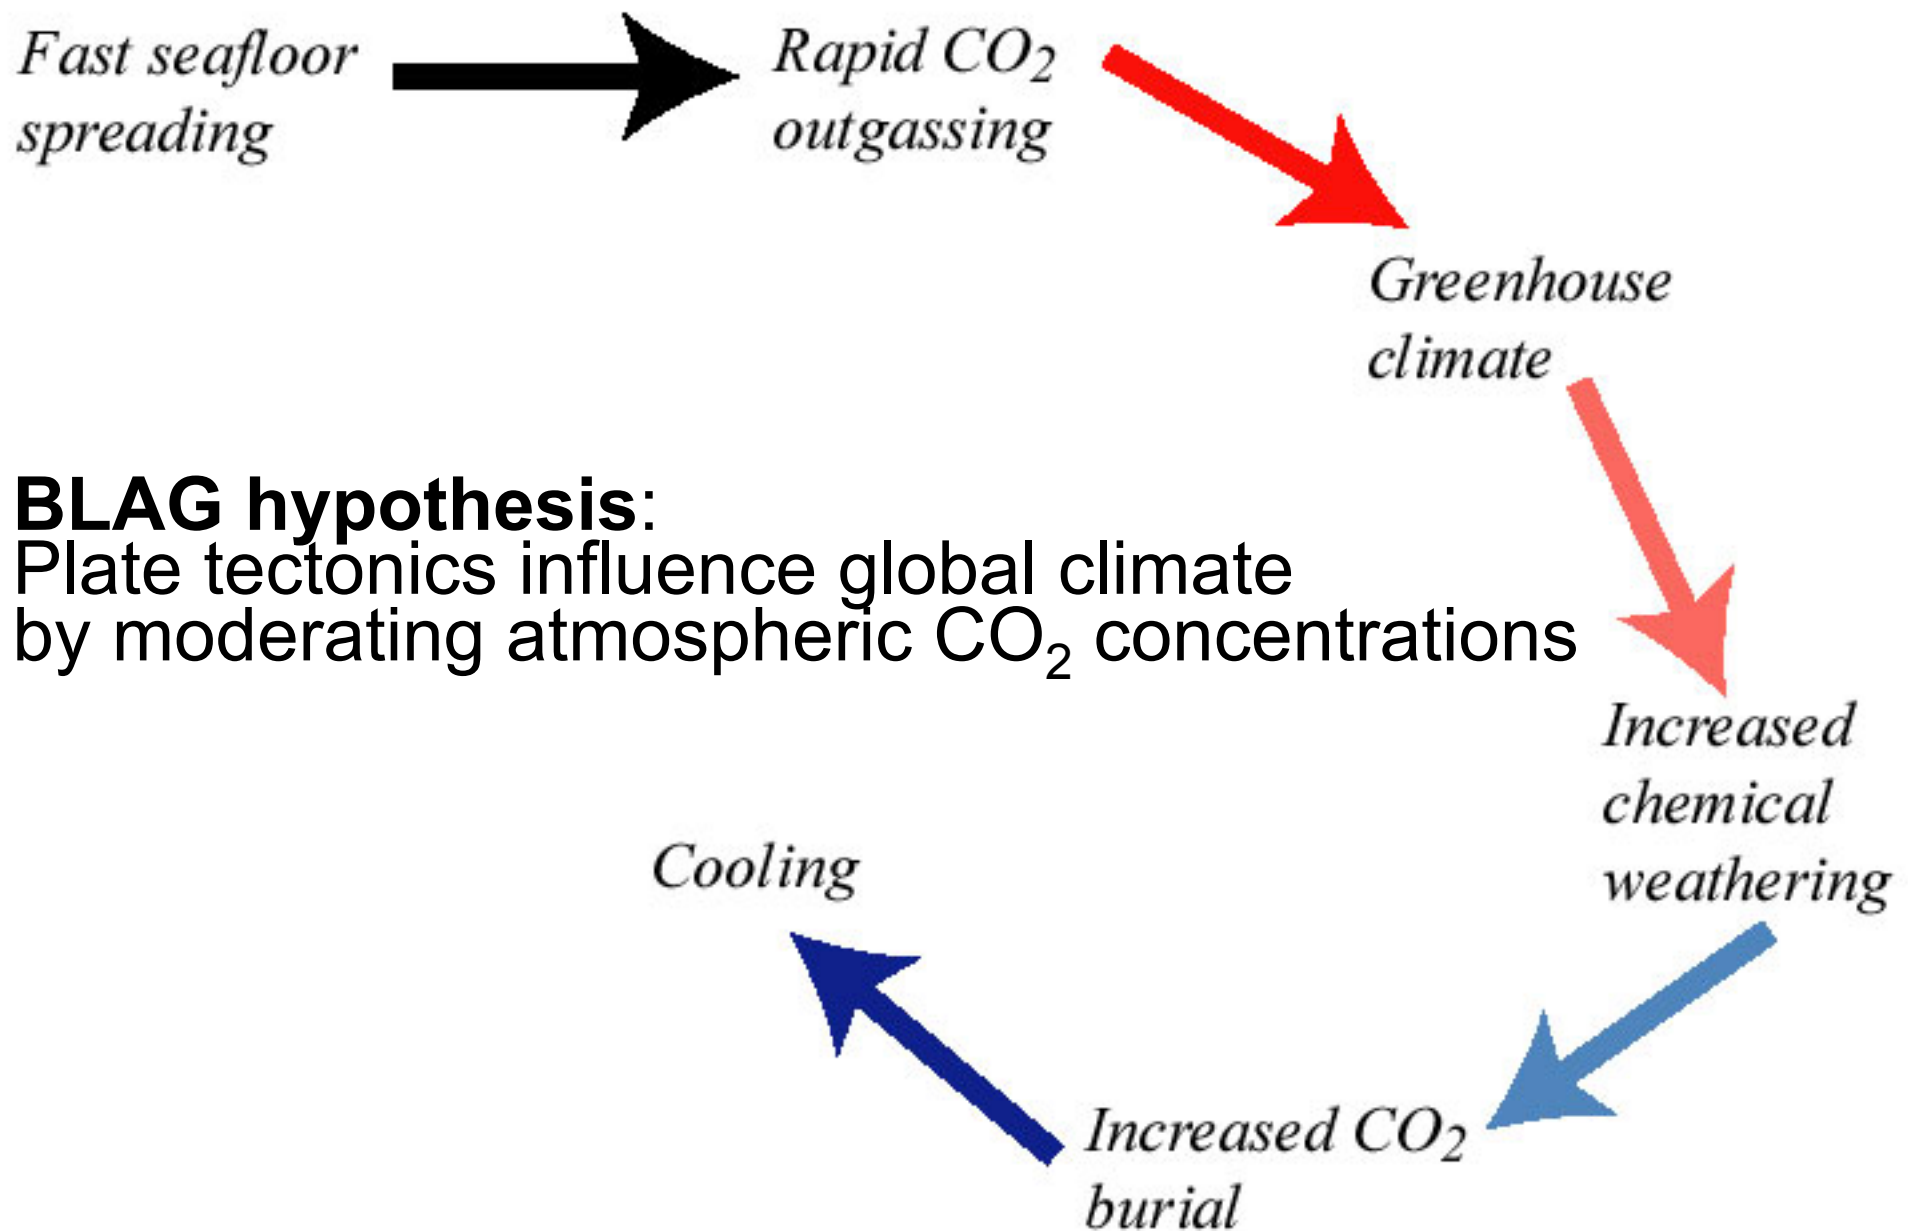 Fast seafloor
spreading
Rapid CO₂
outgassing
Greenhouse
climate
BLAG hypothesis:
Plate tectonics influence global climate
by moderating atmospheric CO₂ concentrations
Increased
chemical
weathering
Increased CO₂
burial
Cooling